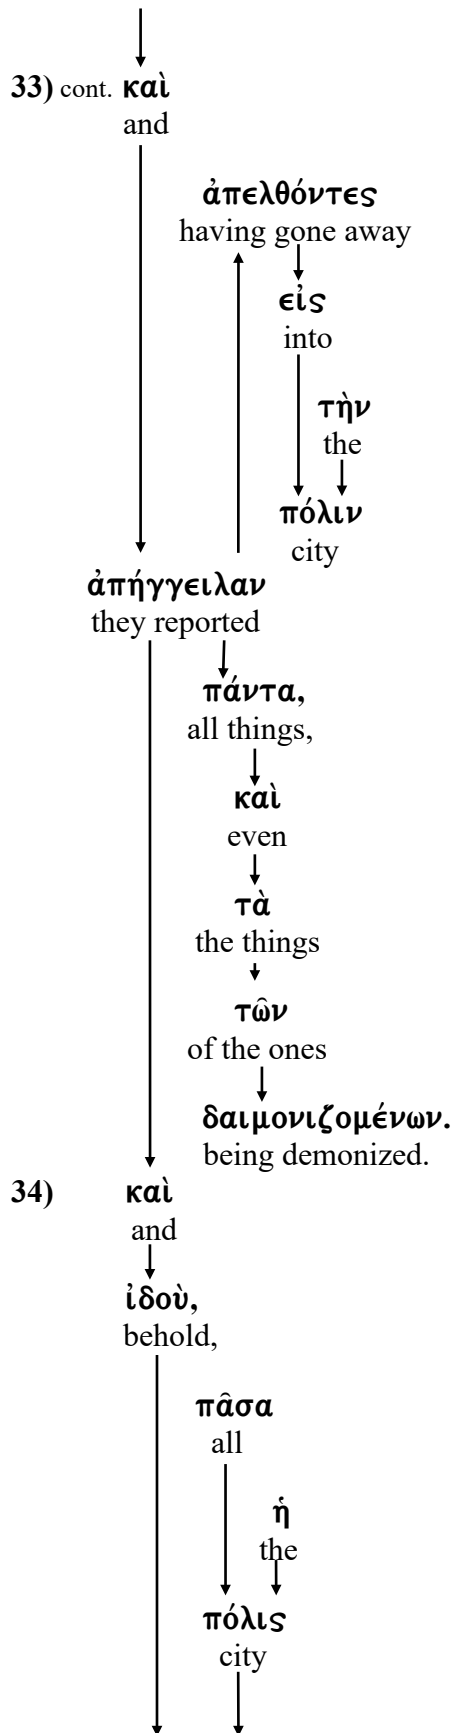 33) cont. καὶ
and
ἀπελθόντες
having gone away
εἰς
into
τὴν
the
πόλιν
city
ἀπήγγειλαν
they reported
πάντα,
all things,
καὶ
even
τὰ
the things
τῶν
of the ones
δαιμονιζομένων.
being demonized.
34) καὶ
and
ἰδοὺ,
behold,
πᾶσα
all
ἡ
the
πόλις
city